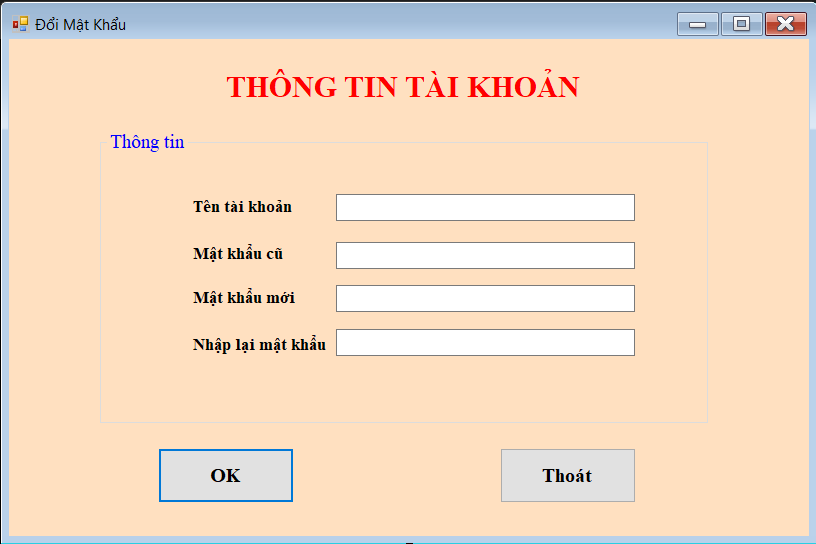 Đổi Mật Khẩu
THÔNG TIN TÀI KHOẢN
Thông tin
Tên tài khoản
Mật khẩu cũ
Mật khẩu mới
Nhập lại mật khẩu
OK
Thoát